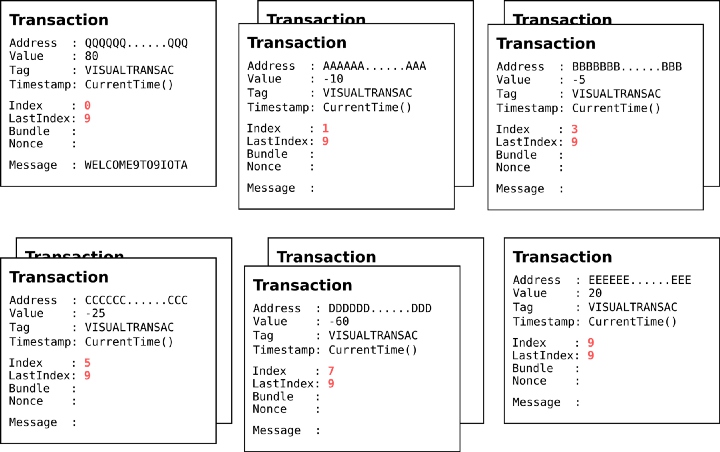 Transaction
Address  : QQQQQQ......QQQ
Value    : 80
Tag      : VISUALTRANSAC
Timestamp: CurrentTime()
Index    : 0
LastIndex: 9
Bundle   :
Nonce    :
Message  : WELCOME9TO9IOTA
Transaction
Transaction
Address  : AAAAAA......AAA
Value    : -10
Tag      : VISUALTRANSAC
Timestamp: CurrentTime()
Index    : 1
LastIndex: 9
Bundle   :
Nonce    :
Message  :
Transaction
Transaction
Address  : BBBBBBB......BBB
Value    : -5
Tag      : VISUALTRANSAC
Timestamp: CurrentTime()
Index    : 3
LastIndex: 9
Bundle   :
Nonce    :
Message  :
Transaction
Transaction
Address  : CCCCCC......CCC
Value    : -25
Tag      : VISUALTRANSAC
Timestamp: CurrentTime()
Index    : 5
LastIndex: 9
Bundle   :
Nonce    :
Message  :
Transaction
Transaction
Address  : DDDDDD......DDD
Value    : -60
Tag      : VISUALTRANSAC
Timestamp: CurrentTime()
Index    : 7
LastIndex: 9
Bundle   :
Nonce    :
Message  :
Transaction
Address  : EEEEEE......EEE
Value    : 20
Tag      : VISUALTRANSAC
Timestamp: CurrentTime()
Index    : 9
LastIndex: 9
Bundle   :
Nonce    :
Message  :